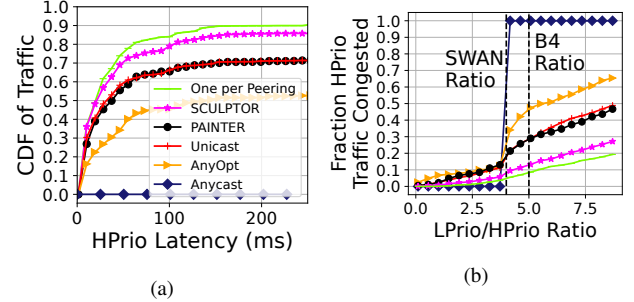 CDF of Traffic
1.0
0.9
0.8
0.7
0.6
0.5
0.4
0.3
0.2
0.1
0.0
One per Peering
SCULPTOR
PAINTER
Unicast
AnyOpt
Anycast
0
100
200
HPrio Latency (ms)
(a)
Fraction HPrio
Traffic Congested
1.0
0.9
0.8
0.7
0.6
0.5
0.4
0.3
0.2
0.1
0.0
SWAN
Ratio
B4
Ratio
0.0
2.5
5.0
7.5
LPrio/HPrio Ratio
(b)